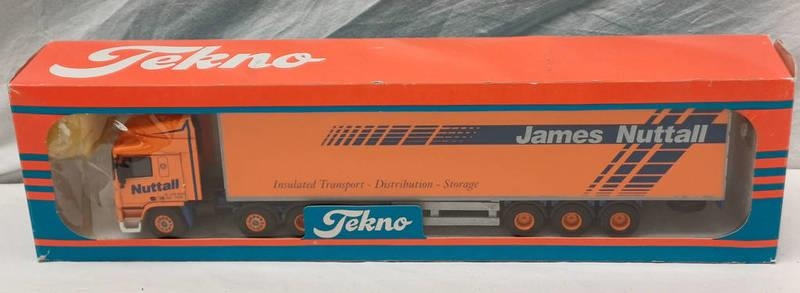 Tekno
James Nuttall
Nuttall
Insulated Transport - Distribution - Storage
Tekno